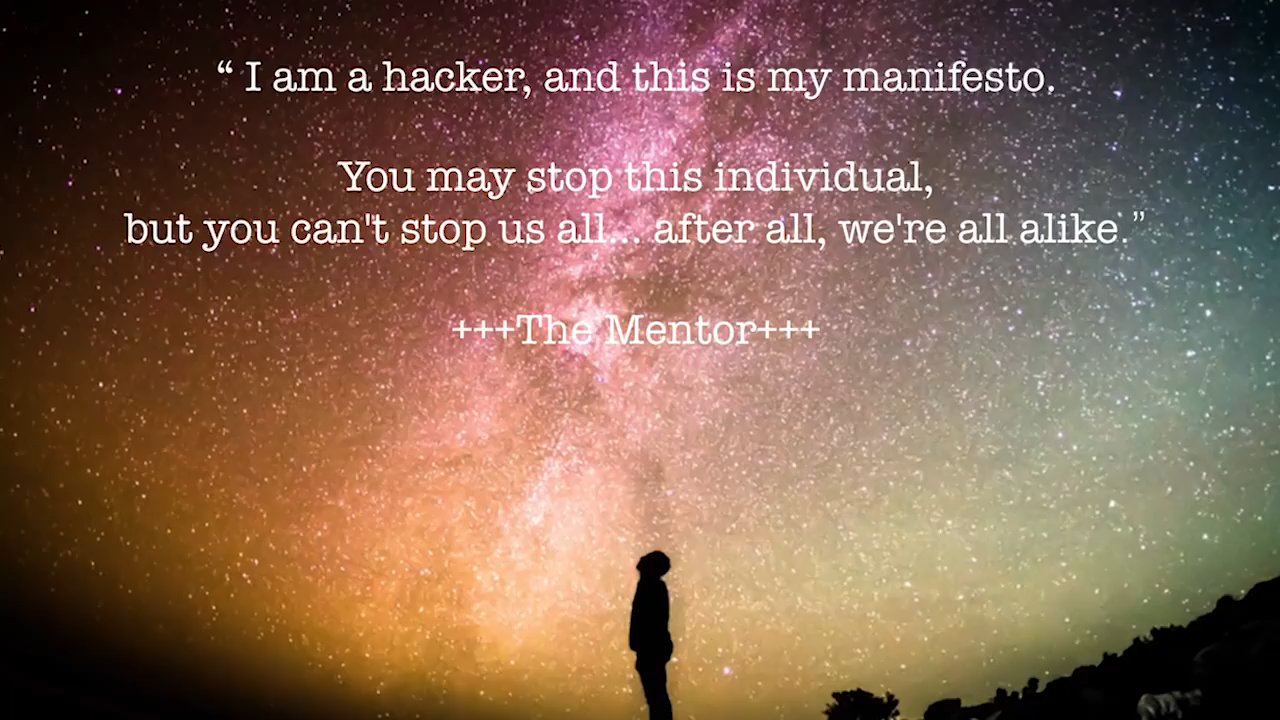 “ I am a hacker, and this is my manifesto.
You may stop this individual,
but you can't stop us all... after all, we're all alike.”
+++The Mentor+++